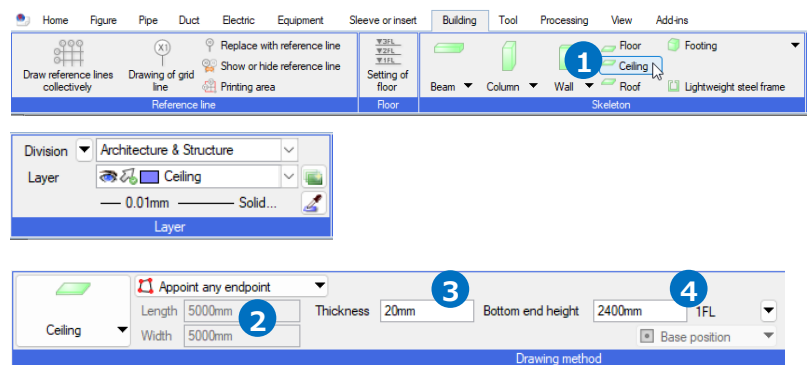 Home Figure Pipe Duct Electric Equipment Sleeve or insert Building Tool Processing View Add-ins
Draw reference lines collectively
X1
Drawing of grid line
Replace with reference line
Show or hide reference line
Printing area
Reference line
3FL
2FL
1FL
Setting of floor
Floor
Beam
Column
Wall
1
Floor
Ceiling
Roof
Footing
Lightweight steel frame
Skeleton
Division Architecture & Structure
Layer Ceiling
0.01mm Solid...
Layer
Ceiling
Appoint any endpoint
Length 5000mm
Width 5000mm
2
Thickness 20mm
3
Bottom end height 2400mm
4
1FL
Base position
Drawing method